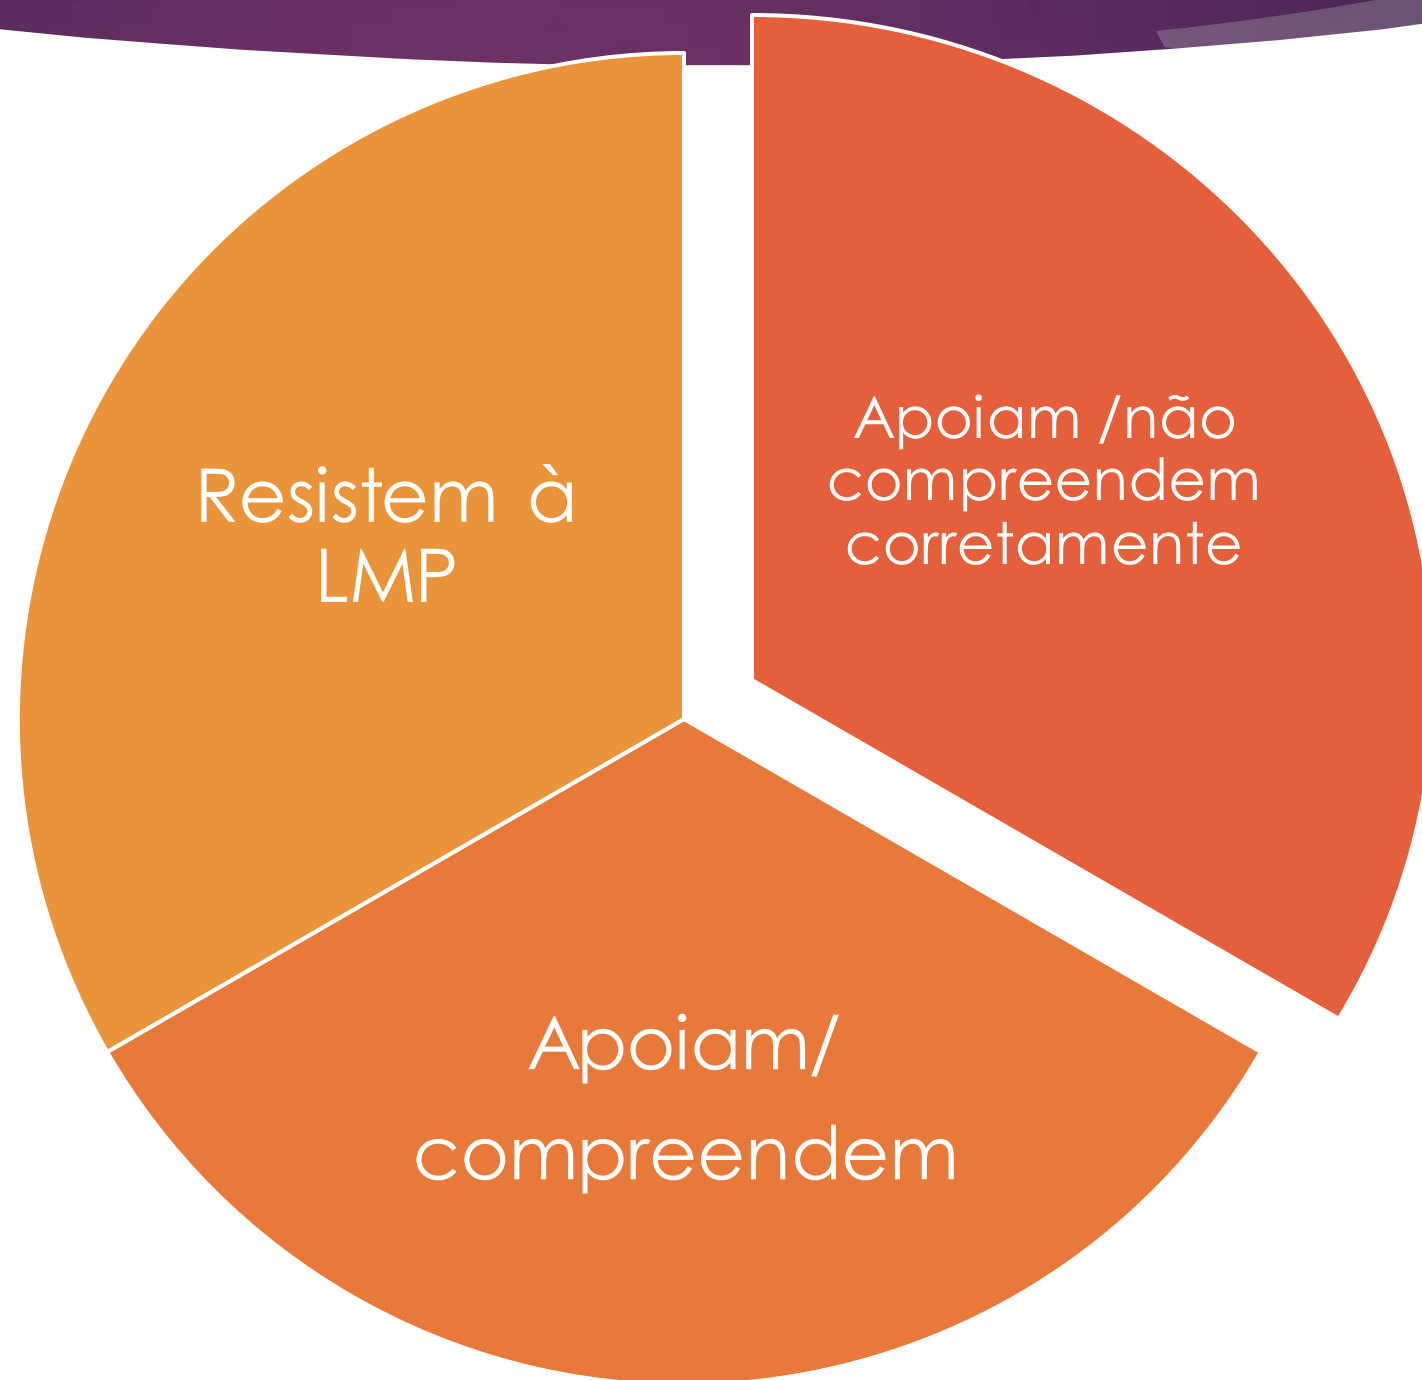 Apoiam /não
compreendem
corretamente
Resistem à
LMP
Apoiam/
compreendem